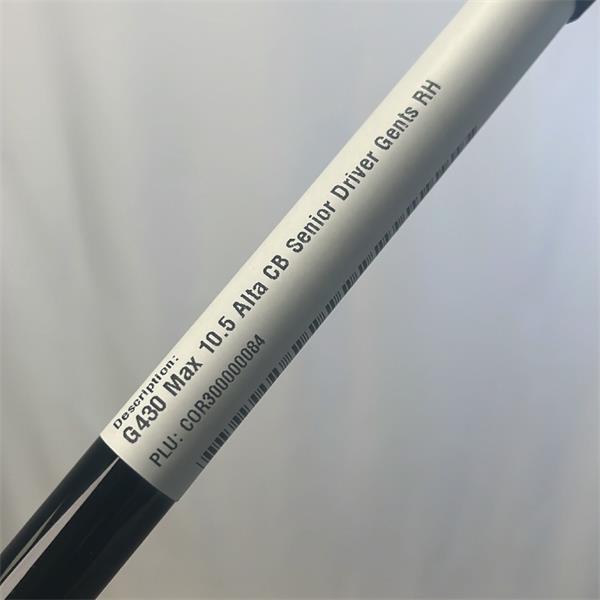 Description:
G430 Max 10.5 Alta CB Senior Driver Gents RH
PLU: COR300000084